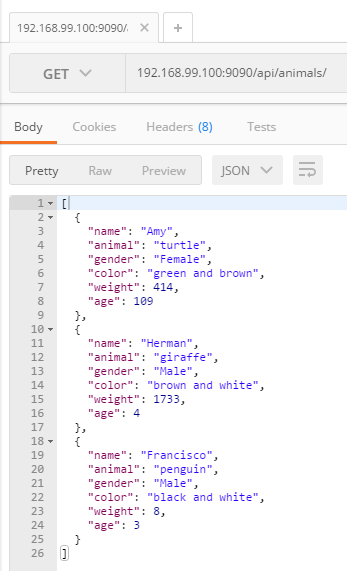 192.168.99.100:9090/
GET 192.168.99.100:9090/api/animals/
Body Cookies Headers (8) Tests
Pretty Raw Preview JSON
1 [
2 {
3 "name": "Amy",
4 "animal": "turtle",
5 "gender": "Female",
6 "color": "green and brown",
7 "weight": 414,
8 "age": 109
9 },
10 {
11 "name": "Herman",
12 "animal": "giraffe",
13 "gender": "Male",
14 "color": "brown and white",
15 "weight": 1733,
16 "age": 4
17 },
18 {
19 "name": "Francisco",
20 "animal": "penguin",
21 "gender": "Male",
22 "color": "black and white",
23 "weight": 8,
24 "age": 3
25 }
26 ]